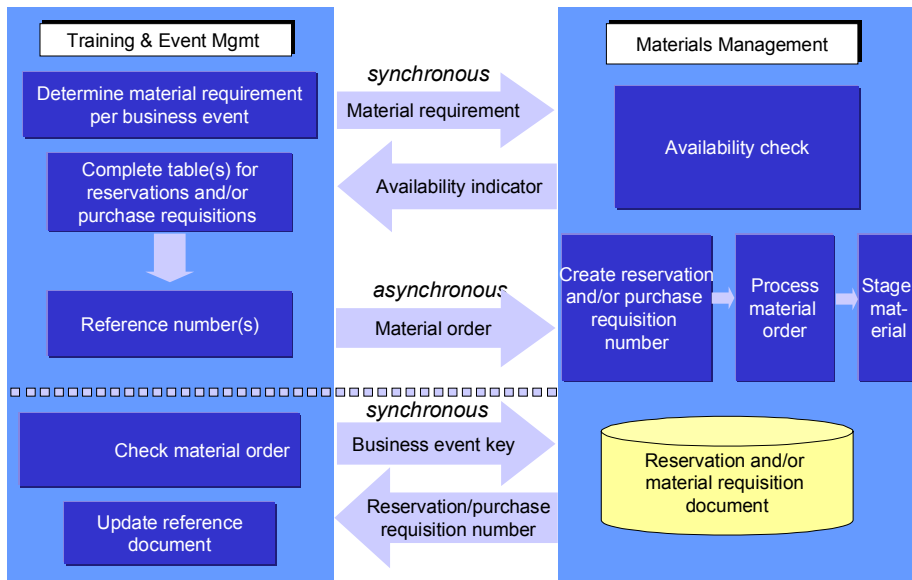 Training & Event Mgmt
Materials Management
Determine material requirement
per business event
synchronous
Material requirement
Availability check
Complete table(s) for
reservations and/or
purchase requisitions
Availability indicator
Reference number(s)
asynchronous
Material order
Create reservation
and/or purchase
requisition
number
Process
material
order
Stage
mat-
erial
Check material order
synchronous
Business event key
Reservation and/or
material requisition
document
Update reference
document
Reservation/purchase
requisition number